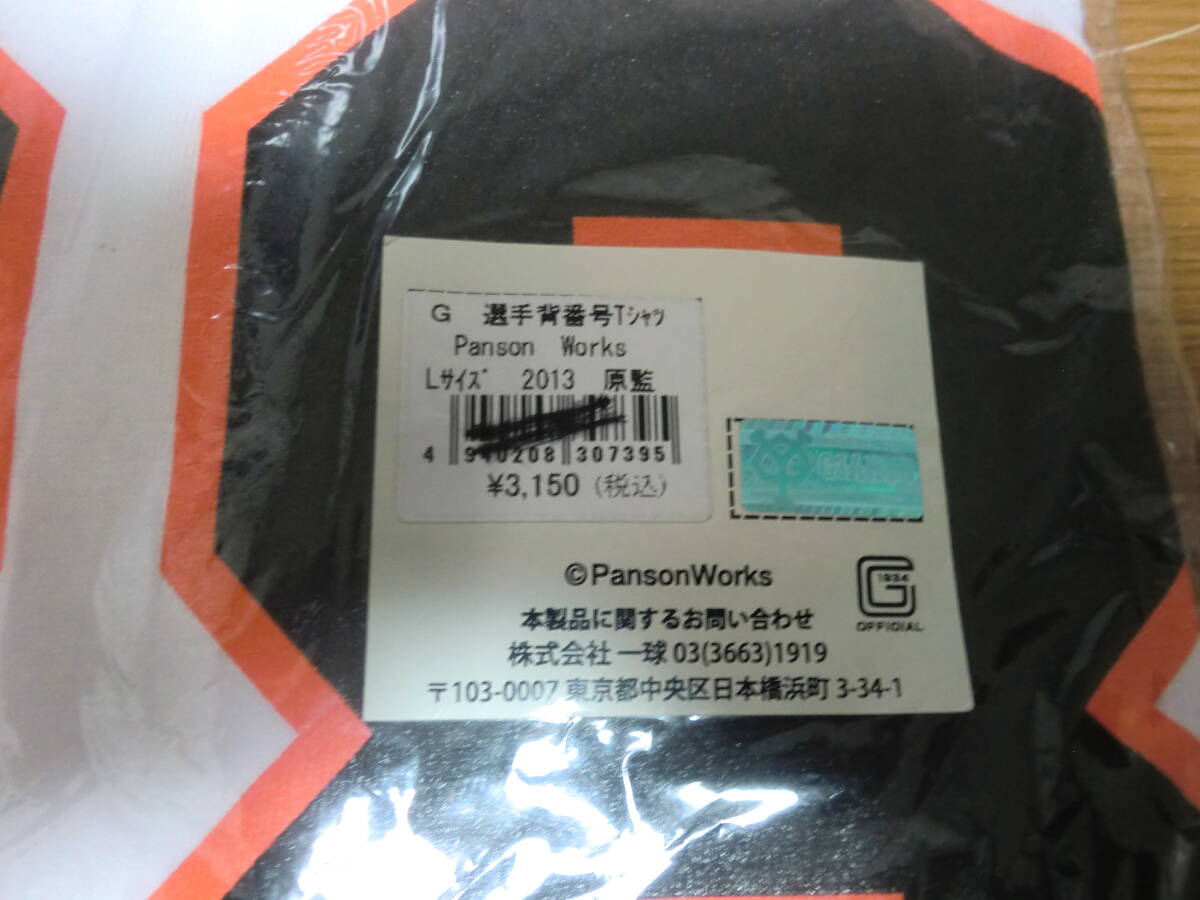 G 選手背番号Tシャツ
Panson Works
Lサイズ 2013 原監
4 940208 307395
¥3,150 (税込)
©PansonWorks
1934
G
OFFICIAL
本製品に関するお問い合わせ
株式会社 一球 03(3663)1919
〒103-0007 東京都中央区日本橋浜町 3-34-1